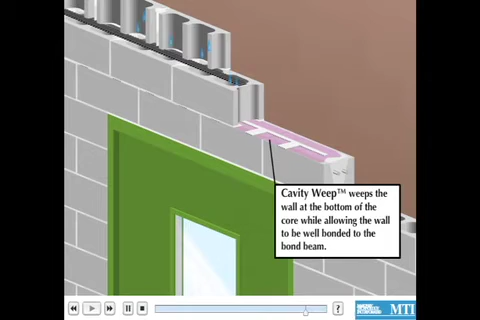 Cavity Weep™ weeps the
wall at the bottom of the
core while allowing the wall
to be well bonded to the
bond beam.
?
MTI